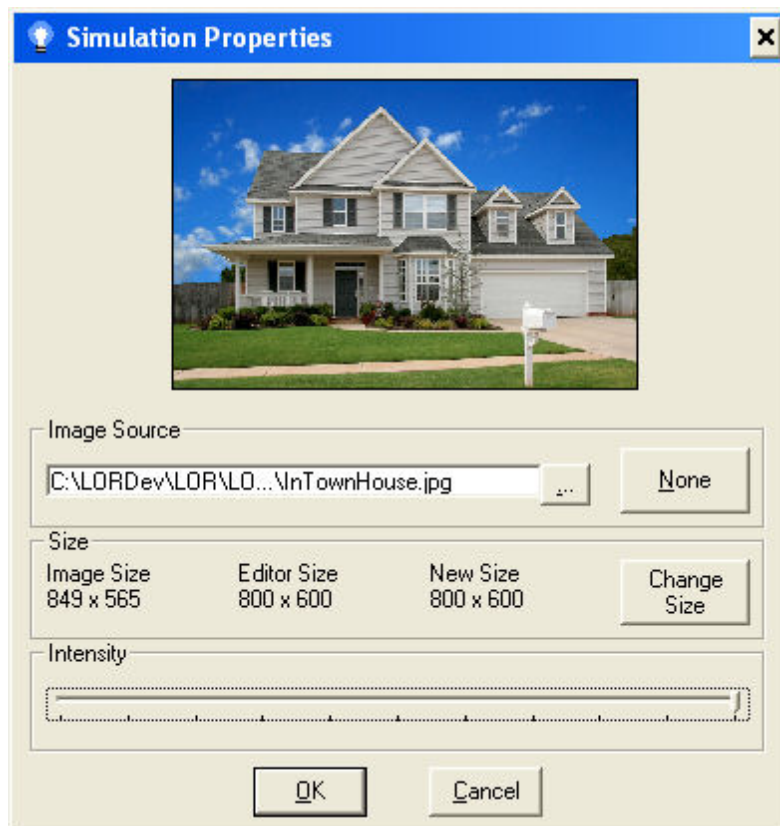 Simulation Properties
Image Source
C:\LORDev\LOR\LO...\InTownHouse.jpg
...
None
Size
Image Size Editor Size New Size
849 x 565 800 x 600 800 x 600
Change
Size
Intensity
OK Cancel